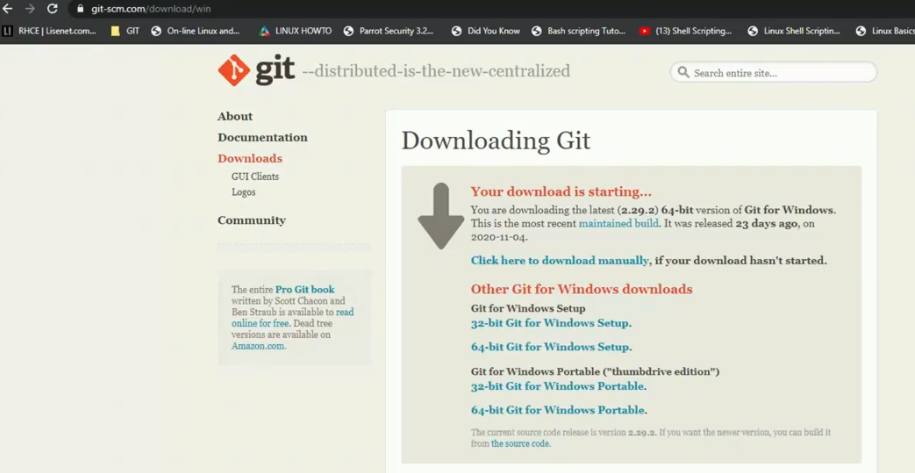 git-scm.com/download/win
RHCE | Lisenet.com... GIT On-line Linux and... LINUX HOWTO Parrot Security 3.2... Did You Know Bash scripting Tuto... (13) Shell Scripting... Linux Shell Scriptin... Linux Basics
git --distributed-is-the-new-centralized
Search entire site...
About
Documentation
Downloads
GUI Clients
Logos
Community
The entire Pro Git book
written by Scott Chacon and
Ben Straub is available to read
online for free. Dead tree
versions are available on
Amazon.com.
Downloading Git
Your download is starting...
You are downloading the latest (2.29.2) 64-bit version of Git for Windows.
This is the most recent maintained build. It was released 23 days ago, on
2020-11-04.
Click here to download manually, if your download hasn't started.
Other Git for Windows downloads
Git for Windows Setup
32-bit Git for Windows Setup.
64-bit Git for Windows Setup.
Git for Windows Portable ("thumbdrive edition")
32-bit Git for Windows Portable.
64-bit Git for Windows Portable.
The current source code release is version 2.29.2. If you want the newer version, you can build it
from the source code.